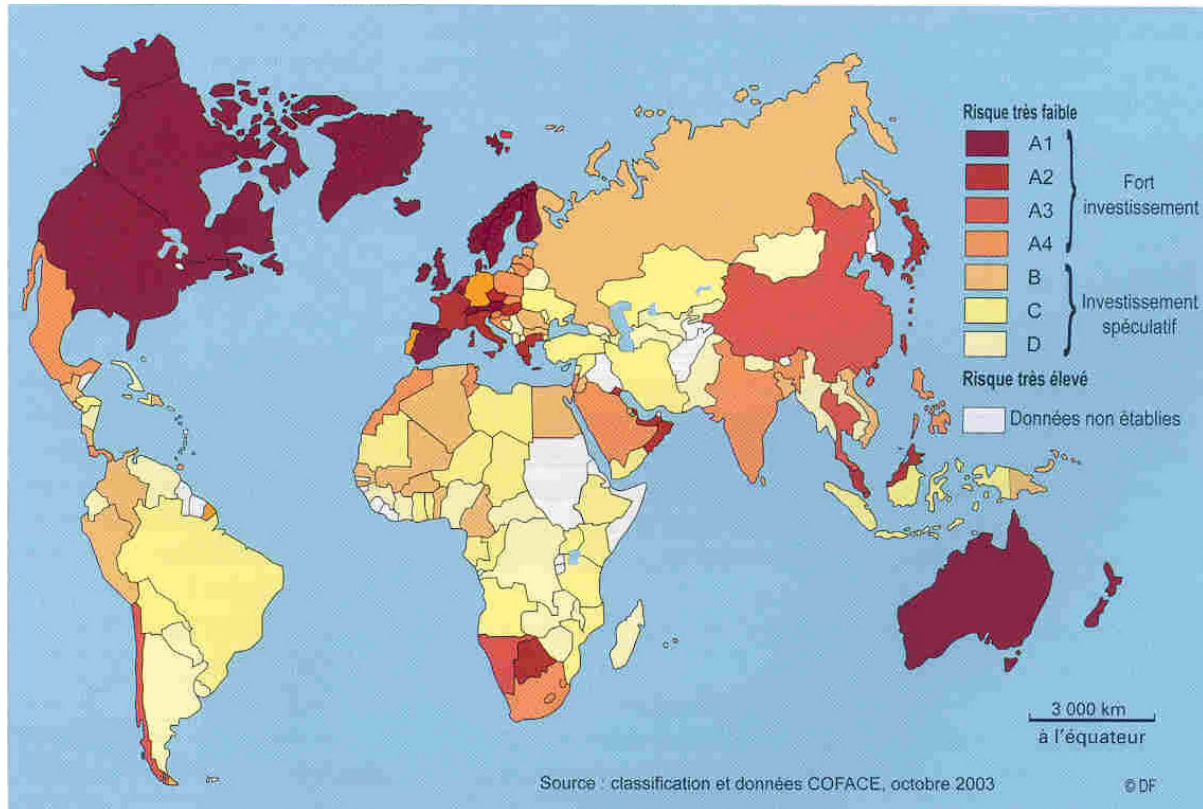 Risque très faible
A1
A2
A3
A4
Fort
investissement
B
C
D
Investissement
spéculatif
Risque très élevé
Données non établies
3 000 km
à l'équateur
Source : classification et données COFACE, octobre 2003
© DF